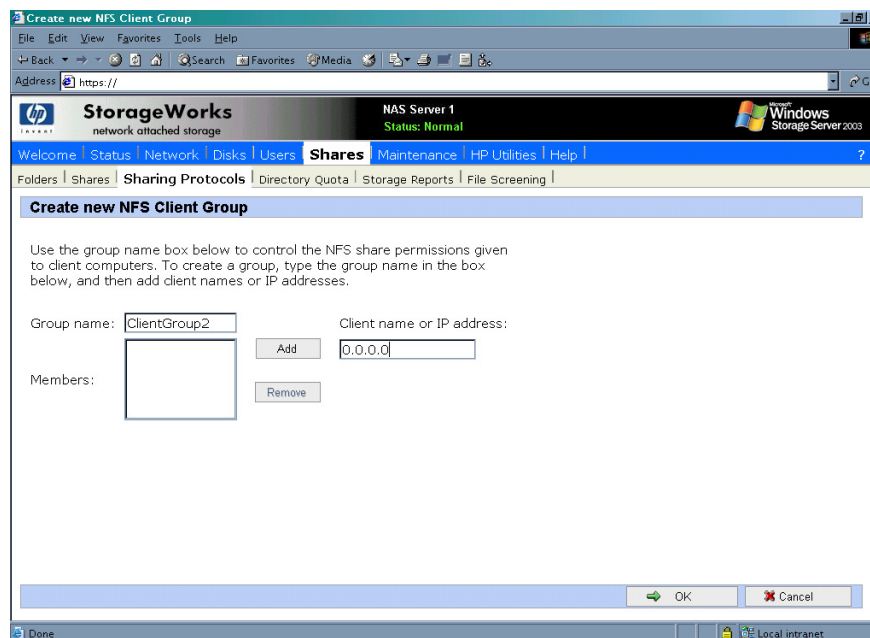 Create new NFS Client Group
File Edit View Favorites Tools Help
Back Search Favorites Media
Address https://
hp
invent
StorageWorks
network attached storage
NAS Server 1
Status: Normal
Microsoft
Windows
Storage Server 2003
Welcome Status Network Disks Users Shares Maintenance HP Utilities Help ?
Folders Shares Sharing Protocols Directory Quota Storage Reports File Screening
Create new NFS Client Group
Use the group name box below to control the NFS share permissions given
to client computers. To create a group, type the group name in the box
below, and then add client names or IP addresses.
Group name: ClientGroup2
Client name or IP address:
Add
0.0.0.0
Members:
Remove
OK Cancel
Done Local intranet